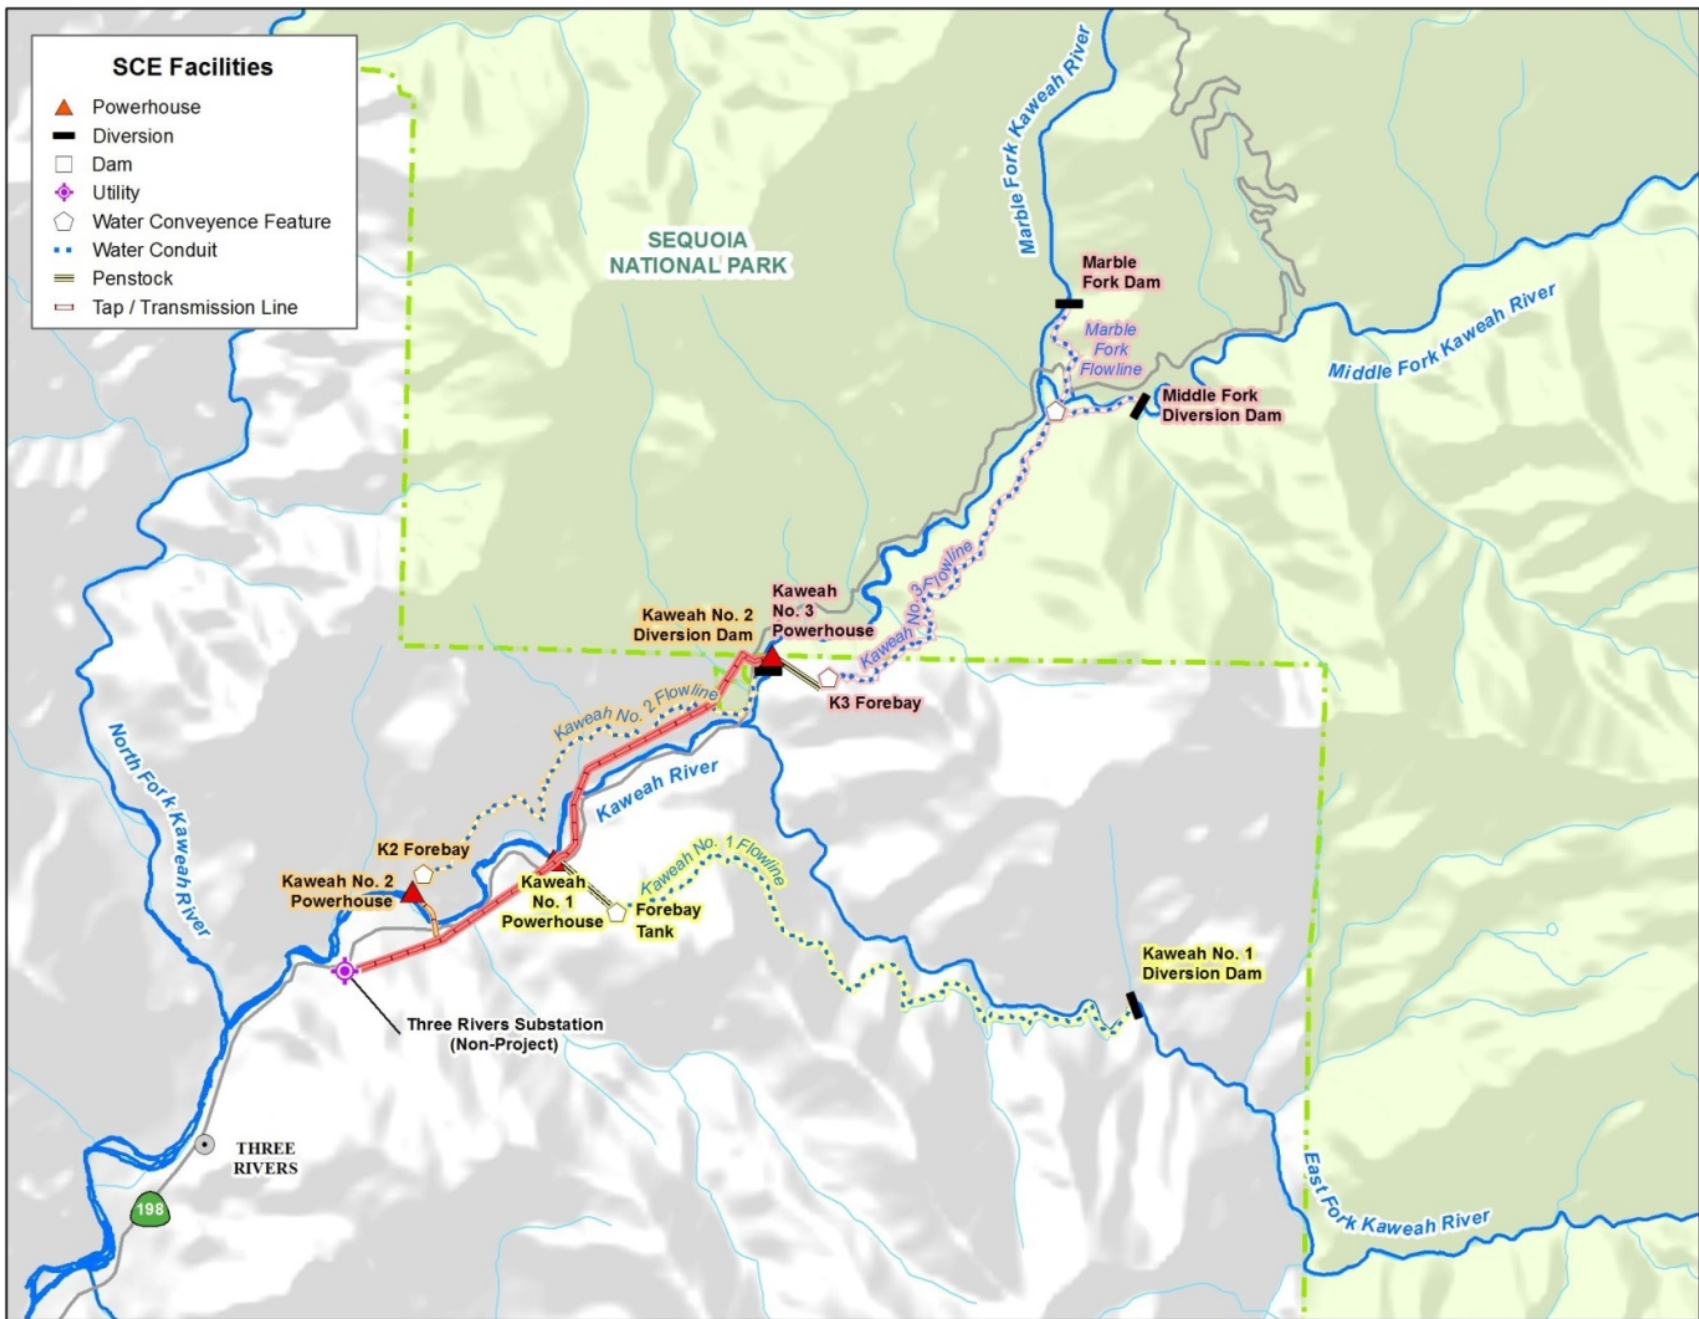 SCE Facilities
Powerhouse
Diversion
Dam
Utility
Water Conveyence Feature
Water Conduit
Penstock
Tap / Transmission Line
Marble Fork Kaweah River
SEQUOIA
NATIONAL PARK
Marble
Fork Dam
Marble
Fork
Flowline
Middle Fork Kaweah River
Middle Fork
Diversion Dam
Kaweah No. 3 Flowline
Kaweah
No. 3
Powerhouse
Kaweah No. 2
Diversion Dam
K3 Forebay
Kaweah No. 2 Flowline
Kaweah River
North Fork Kaweah River
K2 Forebay
Kaweah No. 2
Powerhouse
Kaweah No. 1 Flowline
Kaweah
No. 1
Powerhouse
Forebay
Tank
Kaweah No. 1
Diversion Dam
Three Rivers Substation
(Non-Project)
THREE
RIVERS
198
East Fork Kaweah River